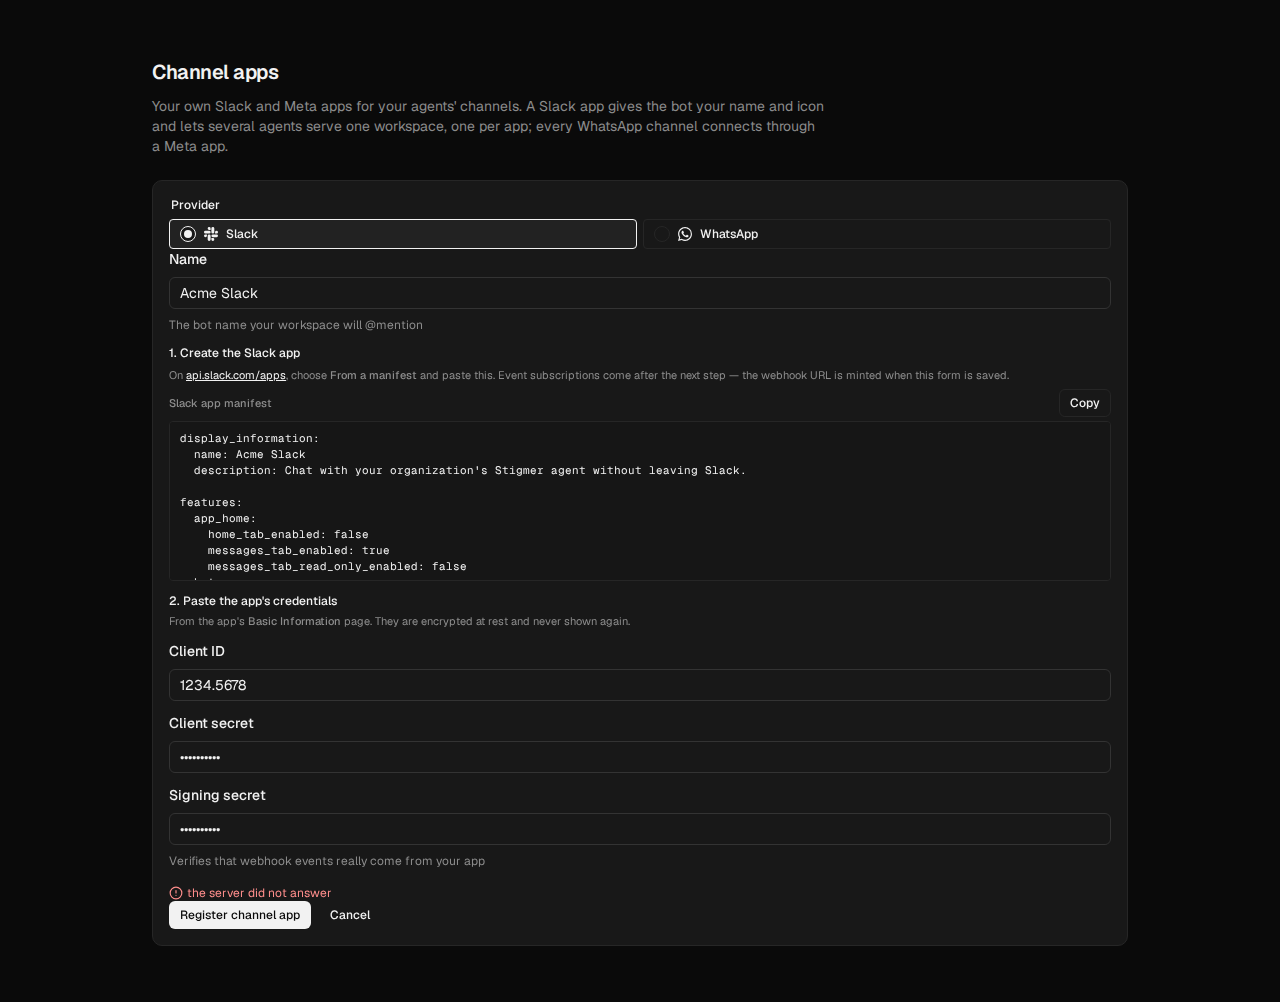 Channel apps
Your own Slack and Meta apps for your agents' channels. A Slack app gives the bot your name and icon
and lets several agents serve one workspace, one per app; every WhatsApp channel connects through
a Meta app.
Provider
Slack
WhatsApp
Name
Acme Slack
The bot name your workspace will @mention
1. Create the Slack app
On api.slack.com/apps, choose From a manifest and paste this. Event subscriptions come after the next step — the webhook URL is minted when this form is saved.
Slack app manifest
Copy
display_information:
  name: Acme Slack
  description: Chat with your organization's Stigmer agent without leaving Slack.
features:
  app_home:
    home_tab_enabled: false
    messages_tab_enabled: true
    messages_tab_read_only_enabled: false
2. Paste the app's credentials
From the app's Basic Information page. They are encrypted at rest and never shown again.
Client ID
1234.5678
Client secret
••••••••••
Signing secret
••••••••••
Verifies that webhook events really come from your app
the server did not answer
Register channel app
Cancel